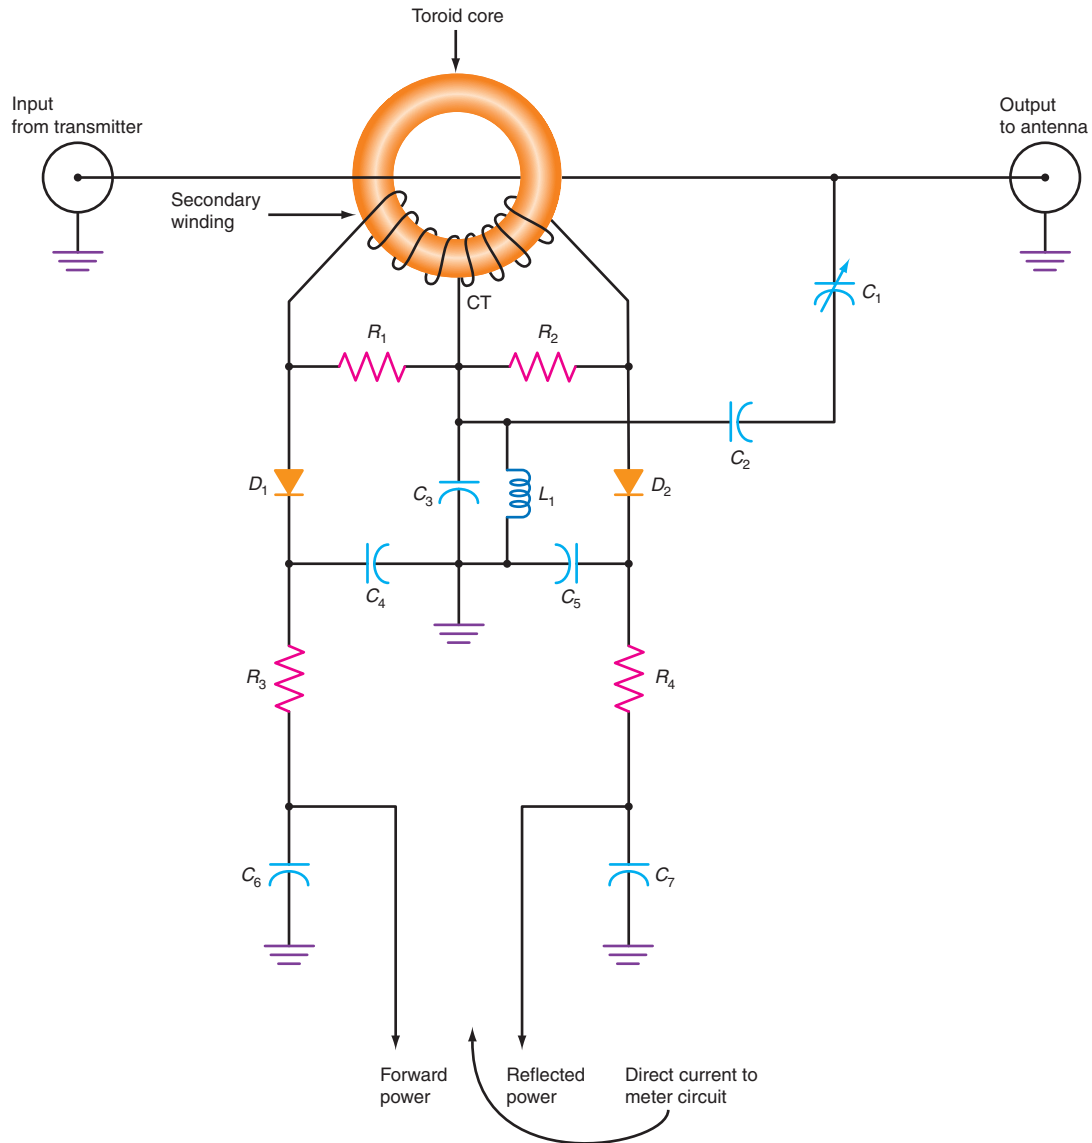 Toroid core
Input
from transmitter
Output
to antenna
Secondary
winding
CT
C1
R1
R2
C2
D1
C3
L1
D2
C4
C5
R3
R4
C6
C7
Forward
power
Reflected
power
Direct current to
meter circuit